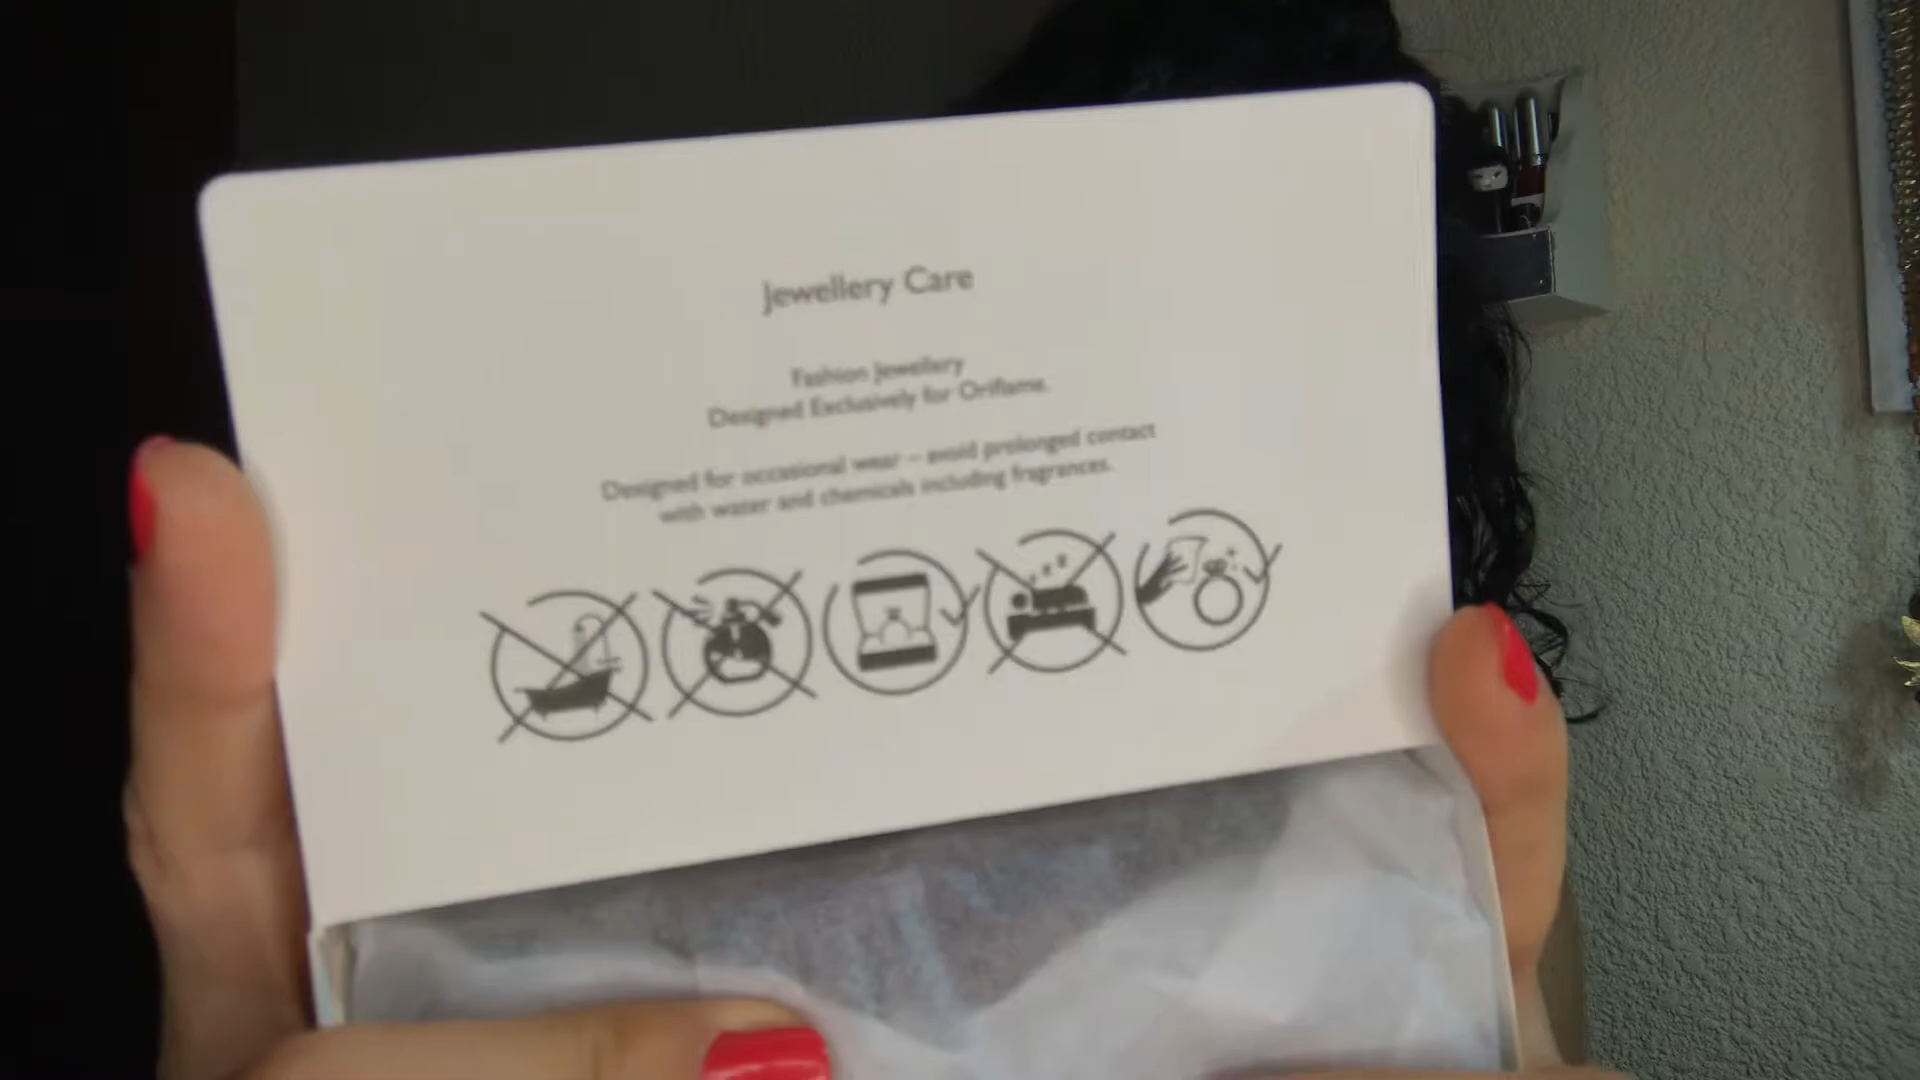 Jewellery Care
Fashion Jewellery
Designed Exclusively for Oriflame.
Designed for occasional wear – avoid prolonged contact
with water and chemicals including fragrances.